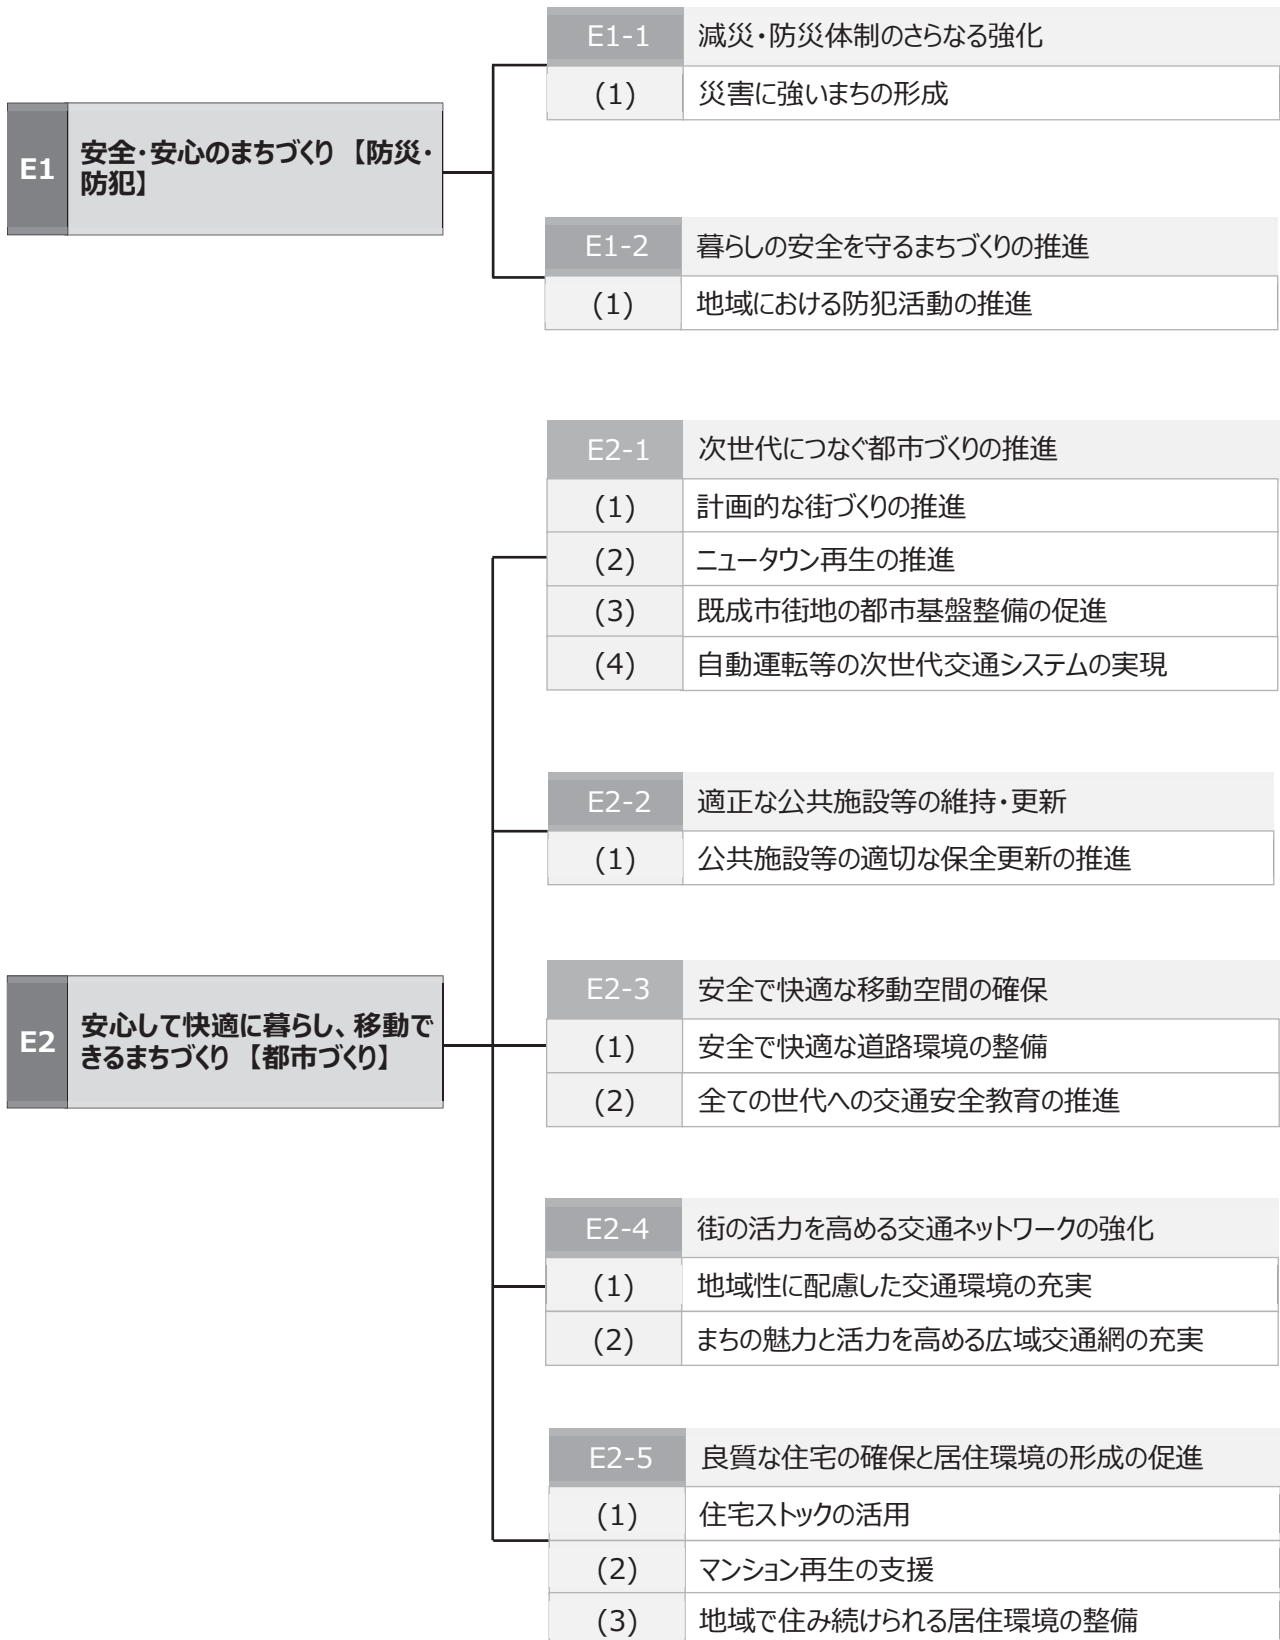 E1-1 減災・防災体制のさらなる強化
(1) 災害に強いまちの形成
E1 安全・安心のまちづくり 【防災・
防犯】
E1-2 暮らしの安全を守るまちづくりの推進
(1) 地域における防犯活動の推進
E2-1 次世代につなぐ都市づくりの推進
(1) 計画的な街づくりの推進
(2) ニュータウン再生の推進
(3) 既成市街地の都市基盤整備の促進
(4) 自動運転等の次世代交通システムの実現
E2-2 適正な公共施設等の維持・更新
(1) 公共施設等の適切な保全更新の推進
E2 安心して快適に暮らし、移動で
きるまちづくり 【都市づくり】
E2-3 安全で快適な移動空間の確保
(1) 安全で快適な道路環境の整備
(2) 全ての世代への交通安全教育の推進
E2-4 街の活力を高める交通ネットワークの強化
(1) 地域性に配慮した交通環境の充実
(2) まちの魅力と活力を高める広域交通網の充実
E2-5 良質な住宅の確保と居住環境の形成の促進
(1) 住宅ストックの活用
(2) マンション再生の支援
(3) 地域で住み続けられる居住環境の整備